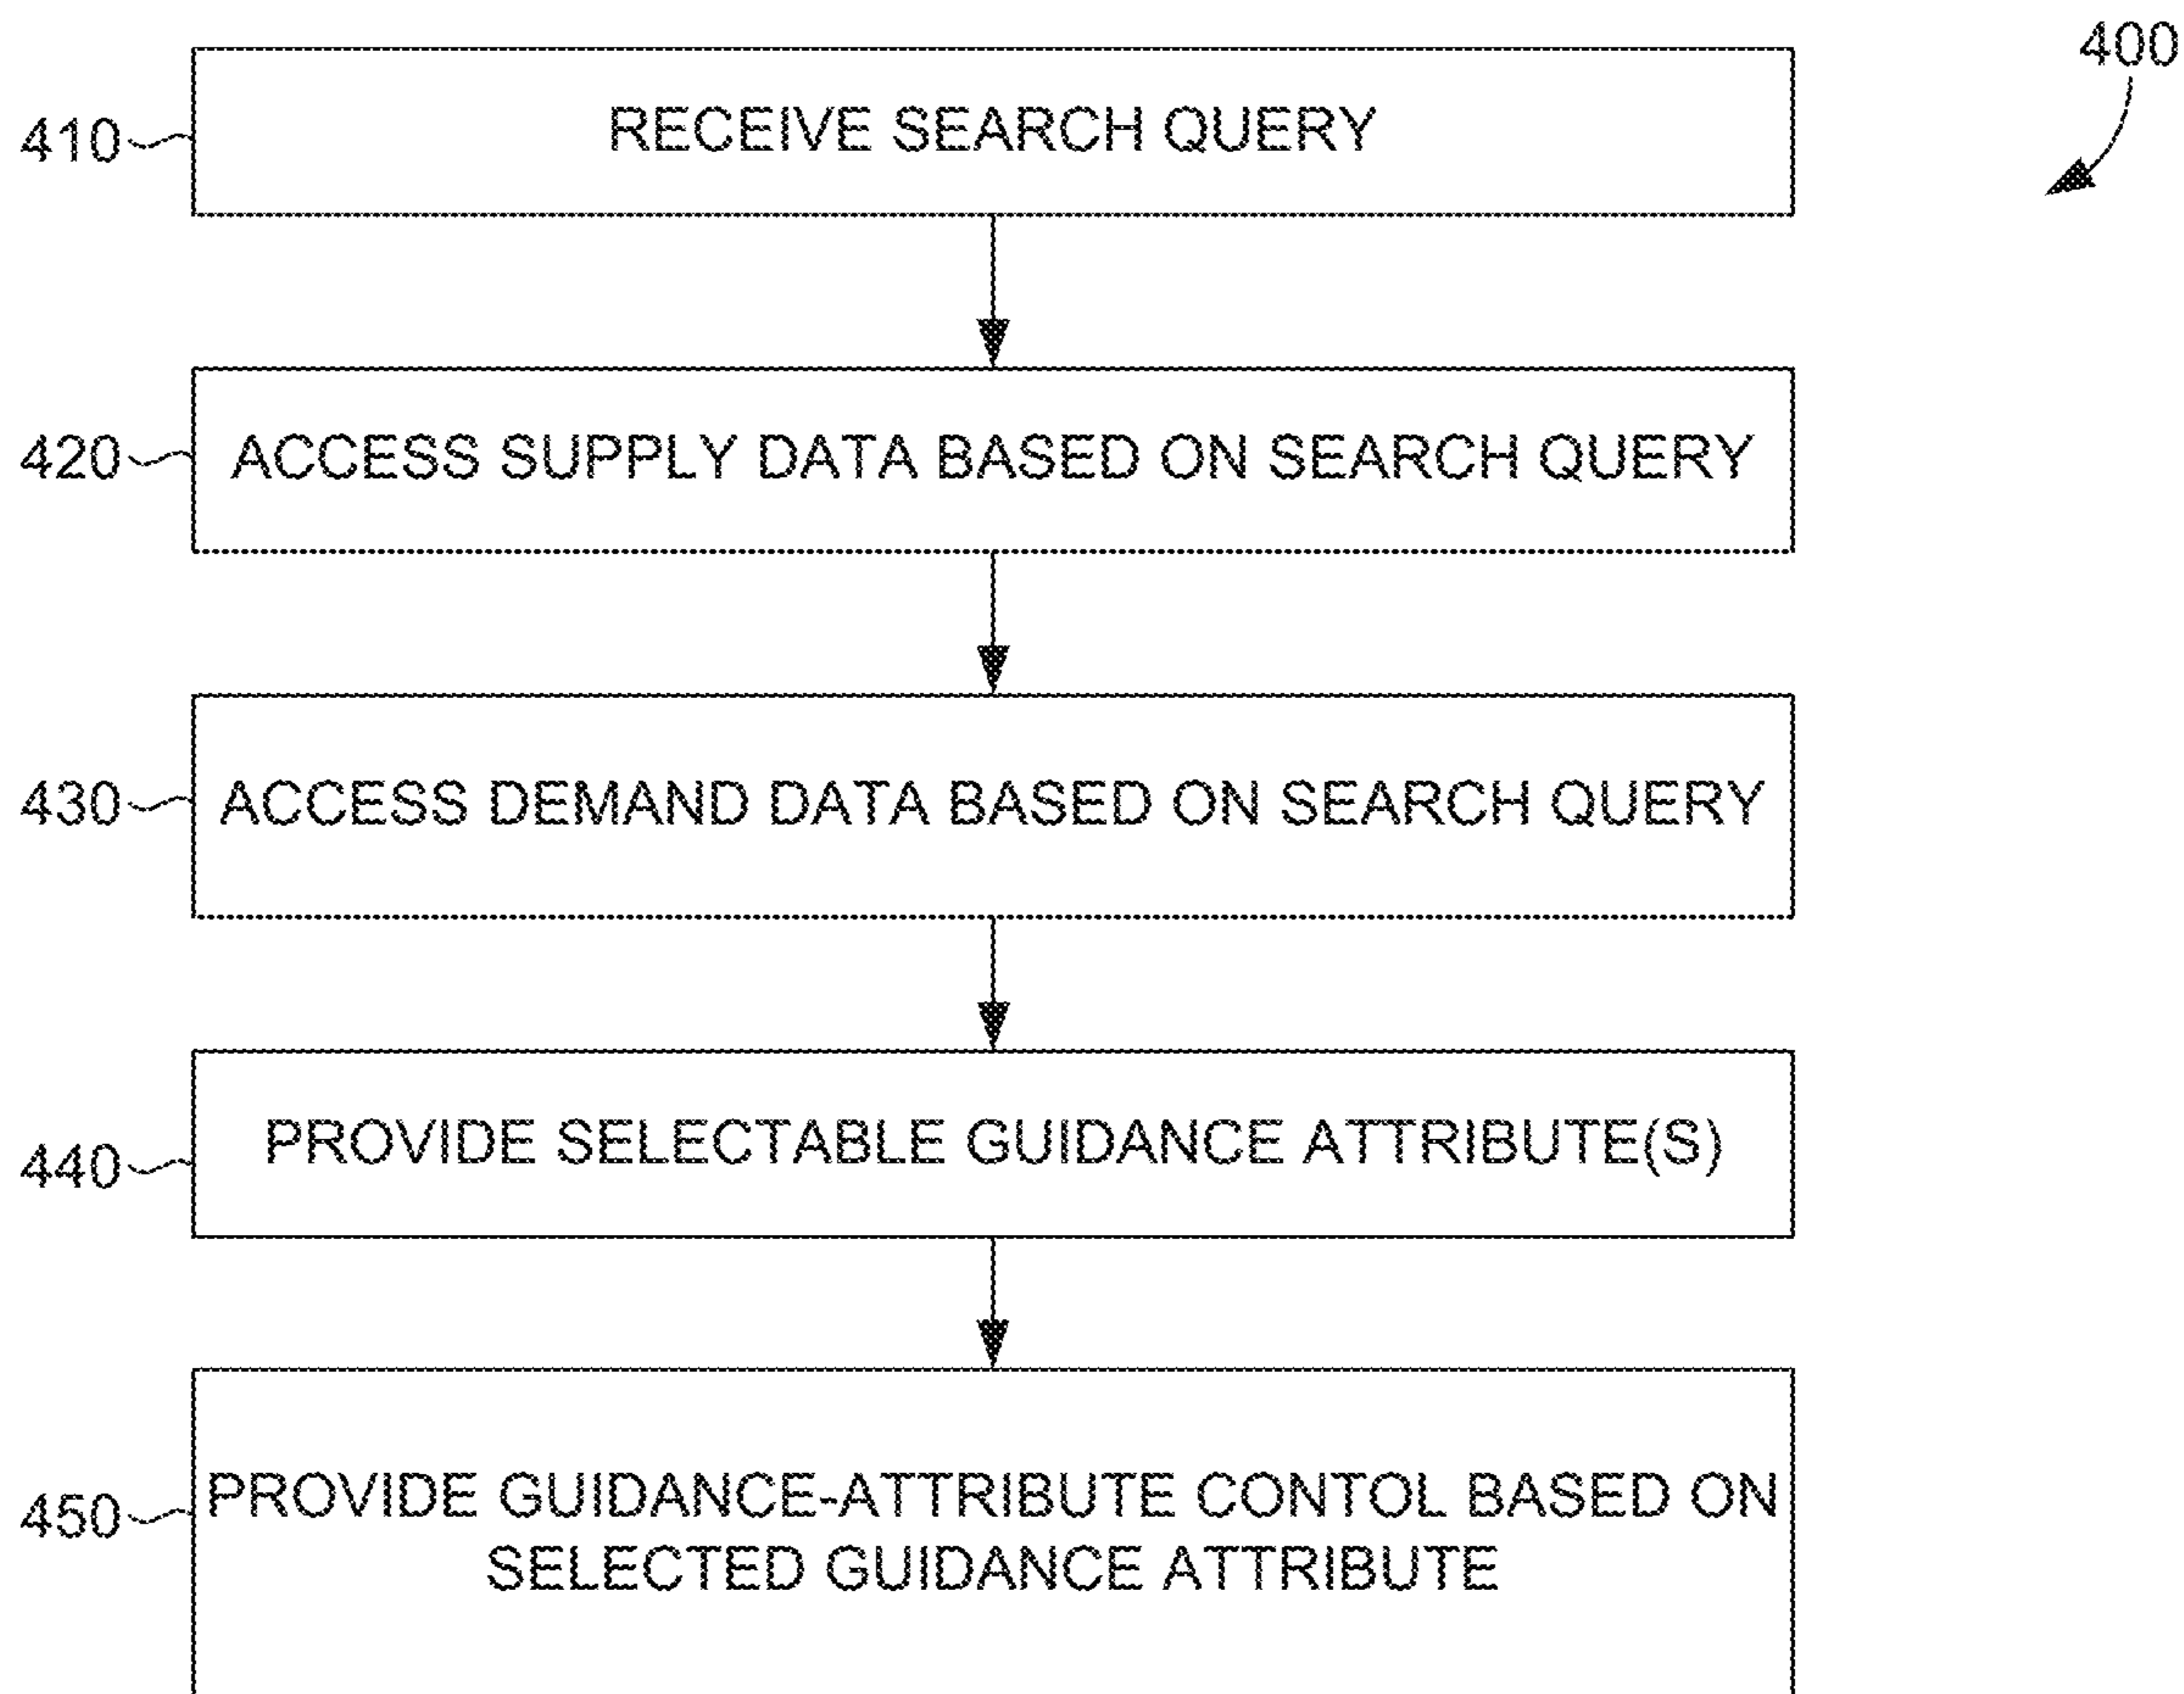 400
410
RECEIVE SEARCH QUERY
420
ACCESS SUPPLY DATA BASED ON SEARCH QUERY
430
ACCESS DEMAND DATA BASED ON SEARCH QUERY
440
PROVIDE SELECTABLE GUIDANCE ATTRIBUTE(S)
450
PROVIDE GUIDANCE-ATTRIBUTE CONTOL BASED ON
SELECTED GUIDANCE ATTRIBUTE